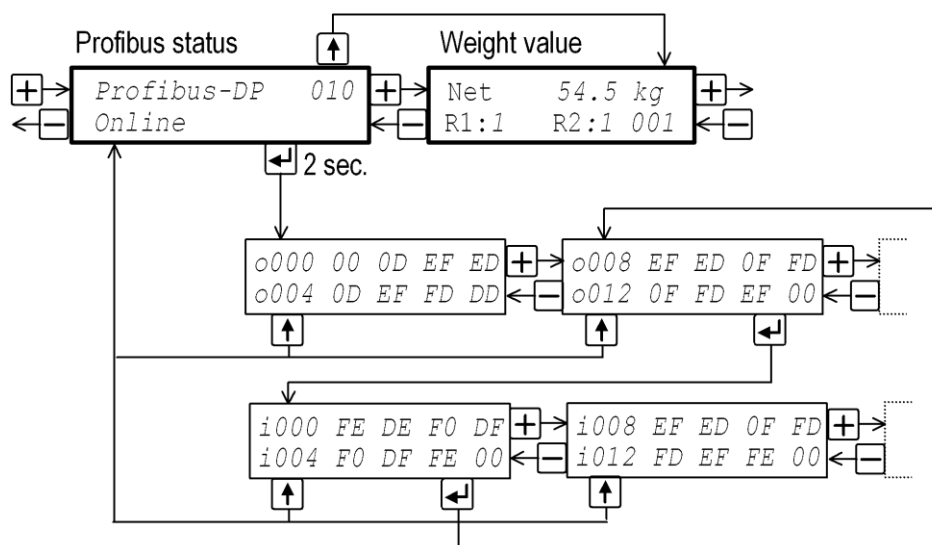 Profibus status
Weight value
Profibus-DP 010
Online
Net 54.5 kg
R1:1 R2:1 001
2 sec.
o000 00 0D EF ED
o004 0D EF FD DD
o008 EF ED 0F FD
o012 0F FD EF 00
i000 FE DE F0 DF
i004 F0 DF FE 00
i008 EF ED 0F FD
i012 FD EF FE 00